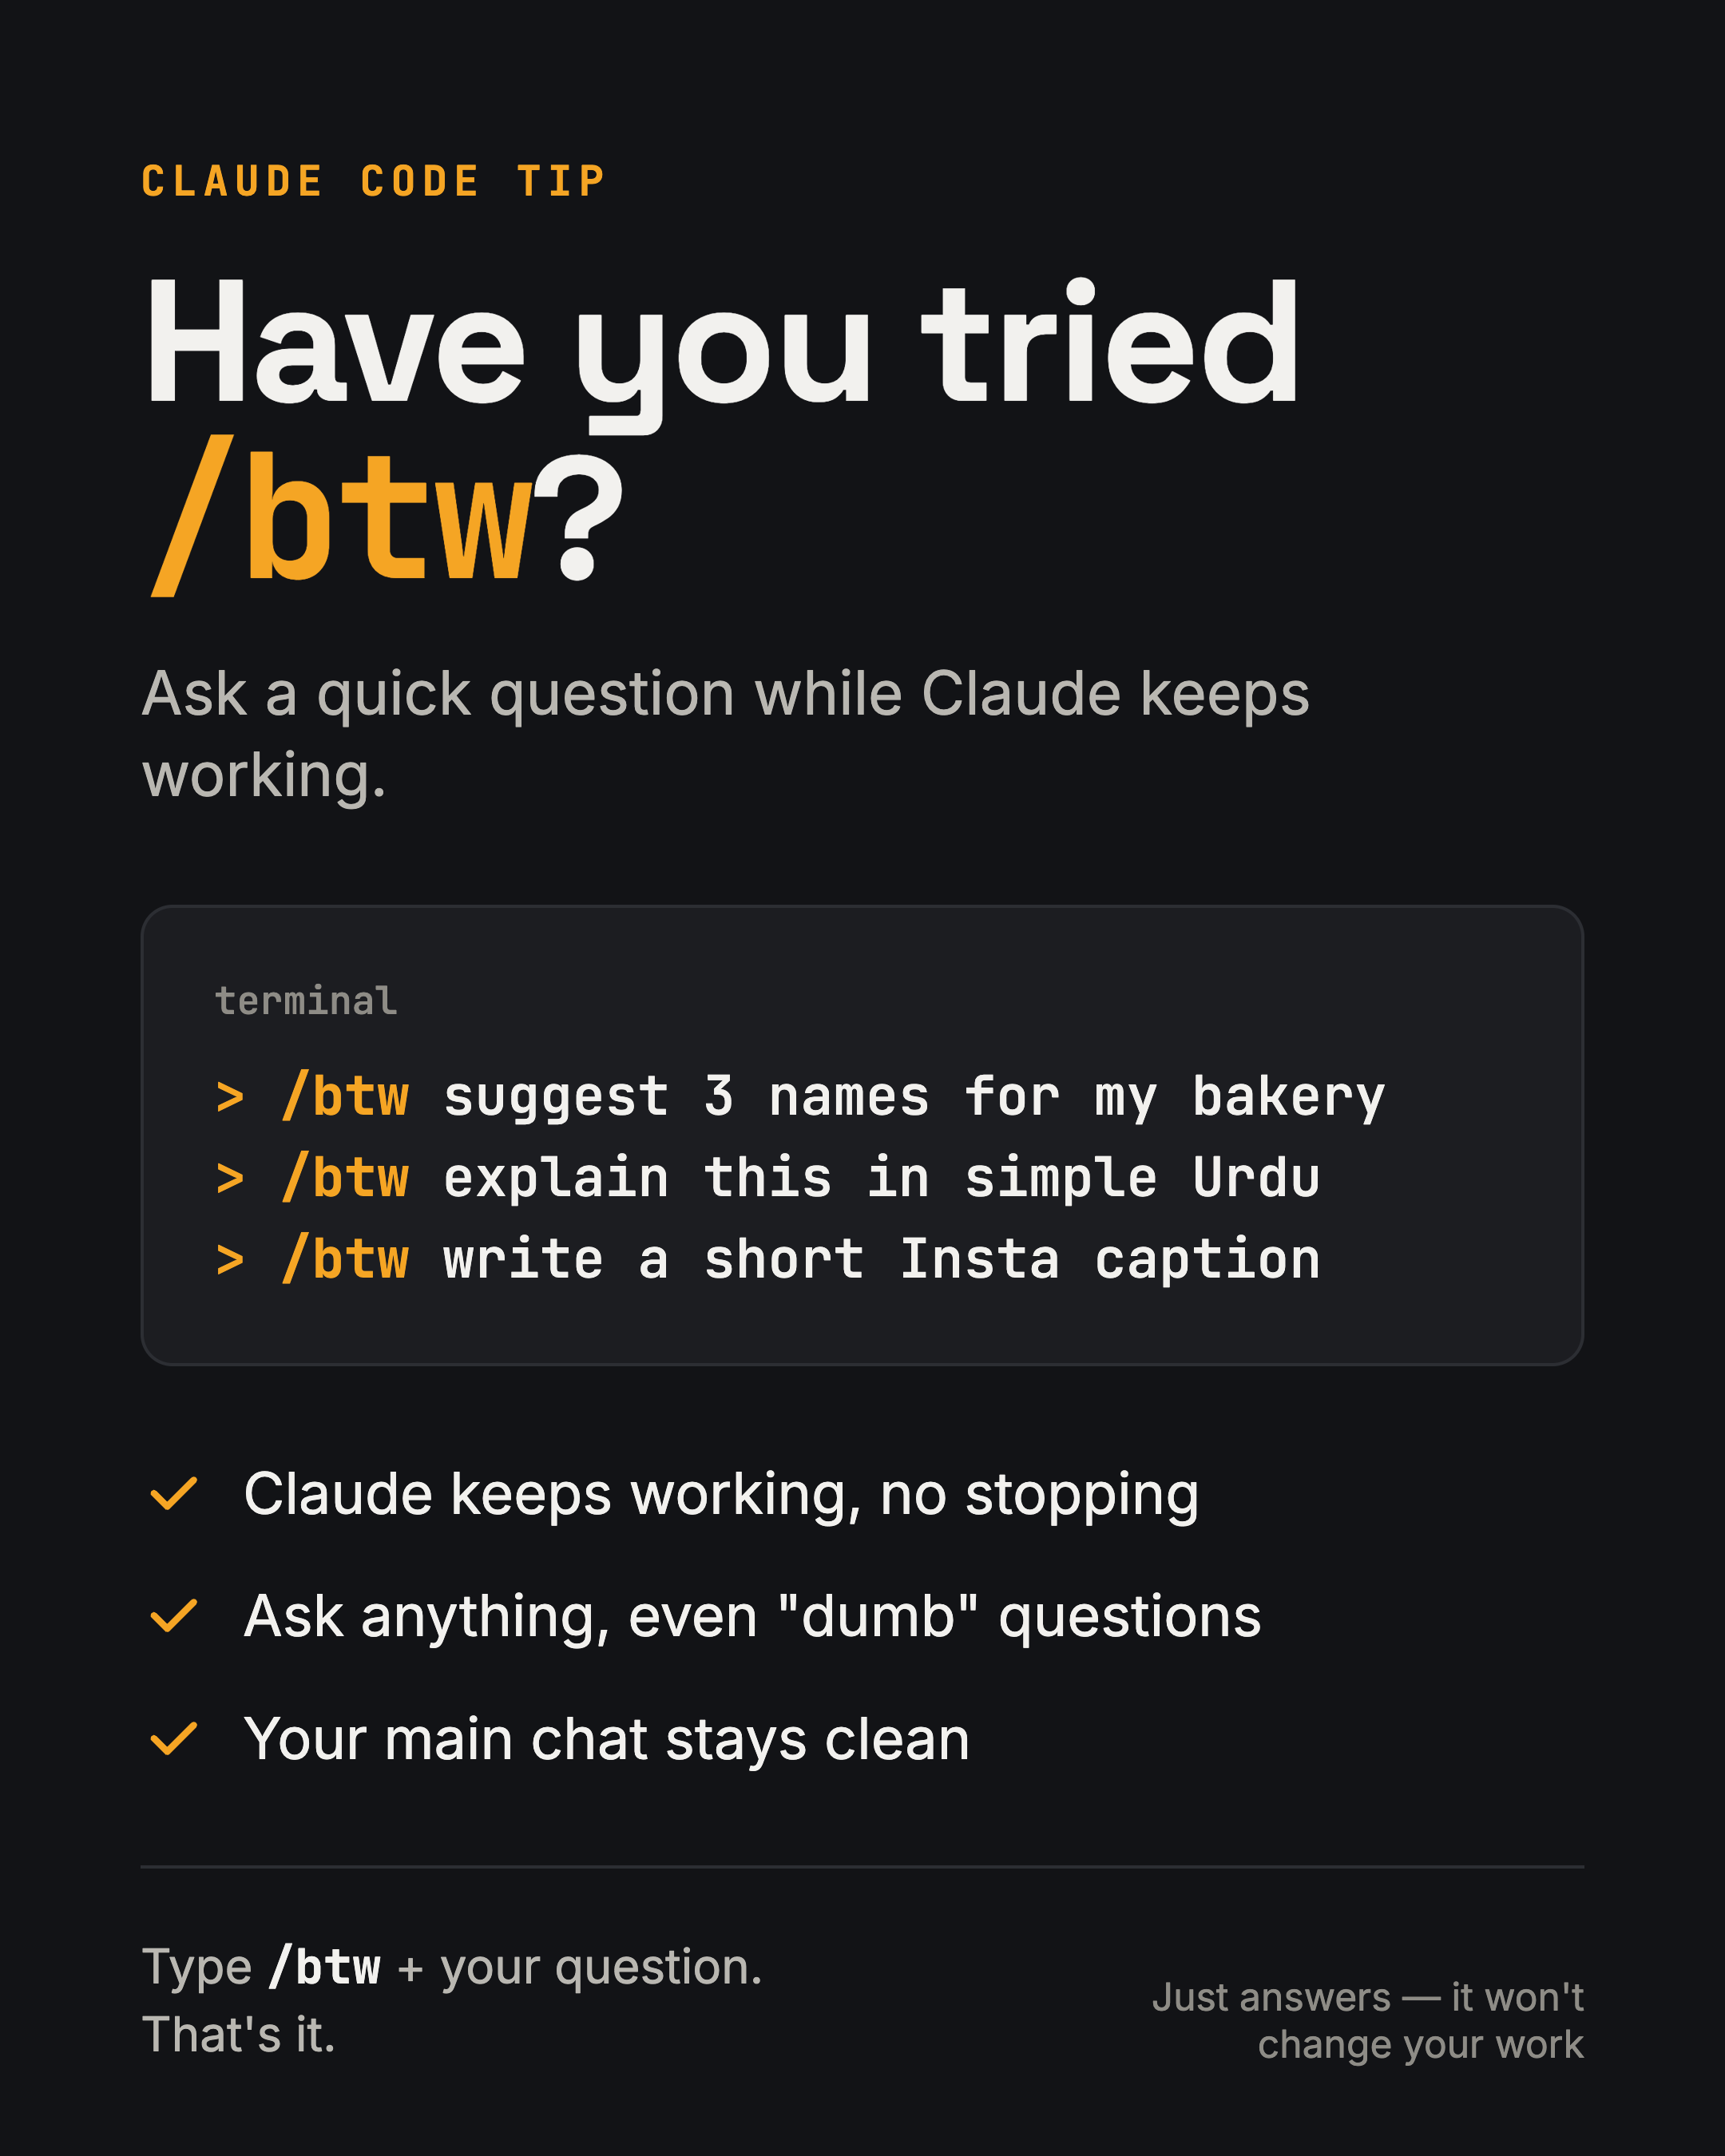 CLAUDE CODE TIP
Have you tried
/btw?
Ask a quick question while Claude keeps
working.
terminal
> /btw suggest 3 names for my bakery
> /btw explain this in simple Urdu
> /btw write a short Insta caption
Claude keeps working, no stopping
Ask anything, even "dumb" questions
Your main chat stays clean
Type /btw + your question.
That's it.
Just answers — it won't
change your work